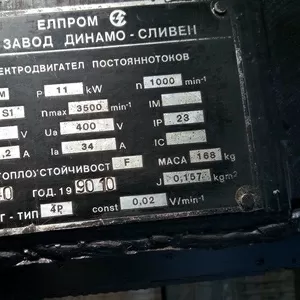 ЕЛПРОМ
ЗАВОД ДИНАМО - СЛИВЕН
ЕКТРОДВИГАТЕЛ ПОСТОЯННОТОКОВ
M P 11 kW n 1000 min⁻¹
S1 nmax 3500 min⁻¹ IM
V Ua 400 V IP 23
,2 A Ia 34 A IC
ТОПЛОУСТОЙЧИВОСТ F МАСА 168 kg
ГОД. 19 90 10 J 0,157 kgm²
Г - ТИП 4P const 0,02 V/min⁻¹